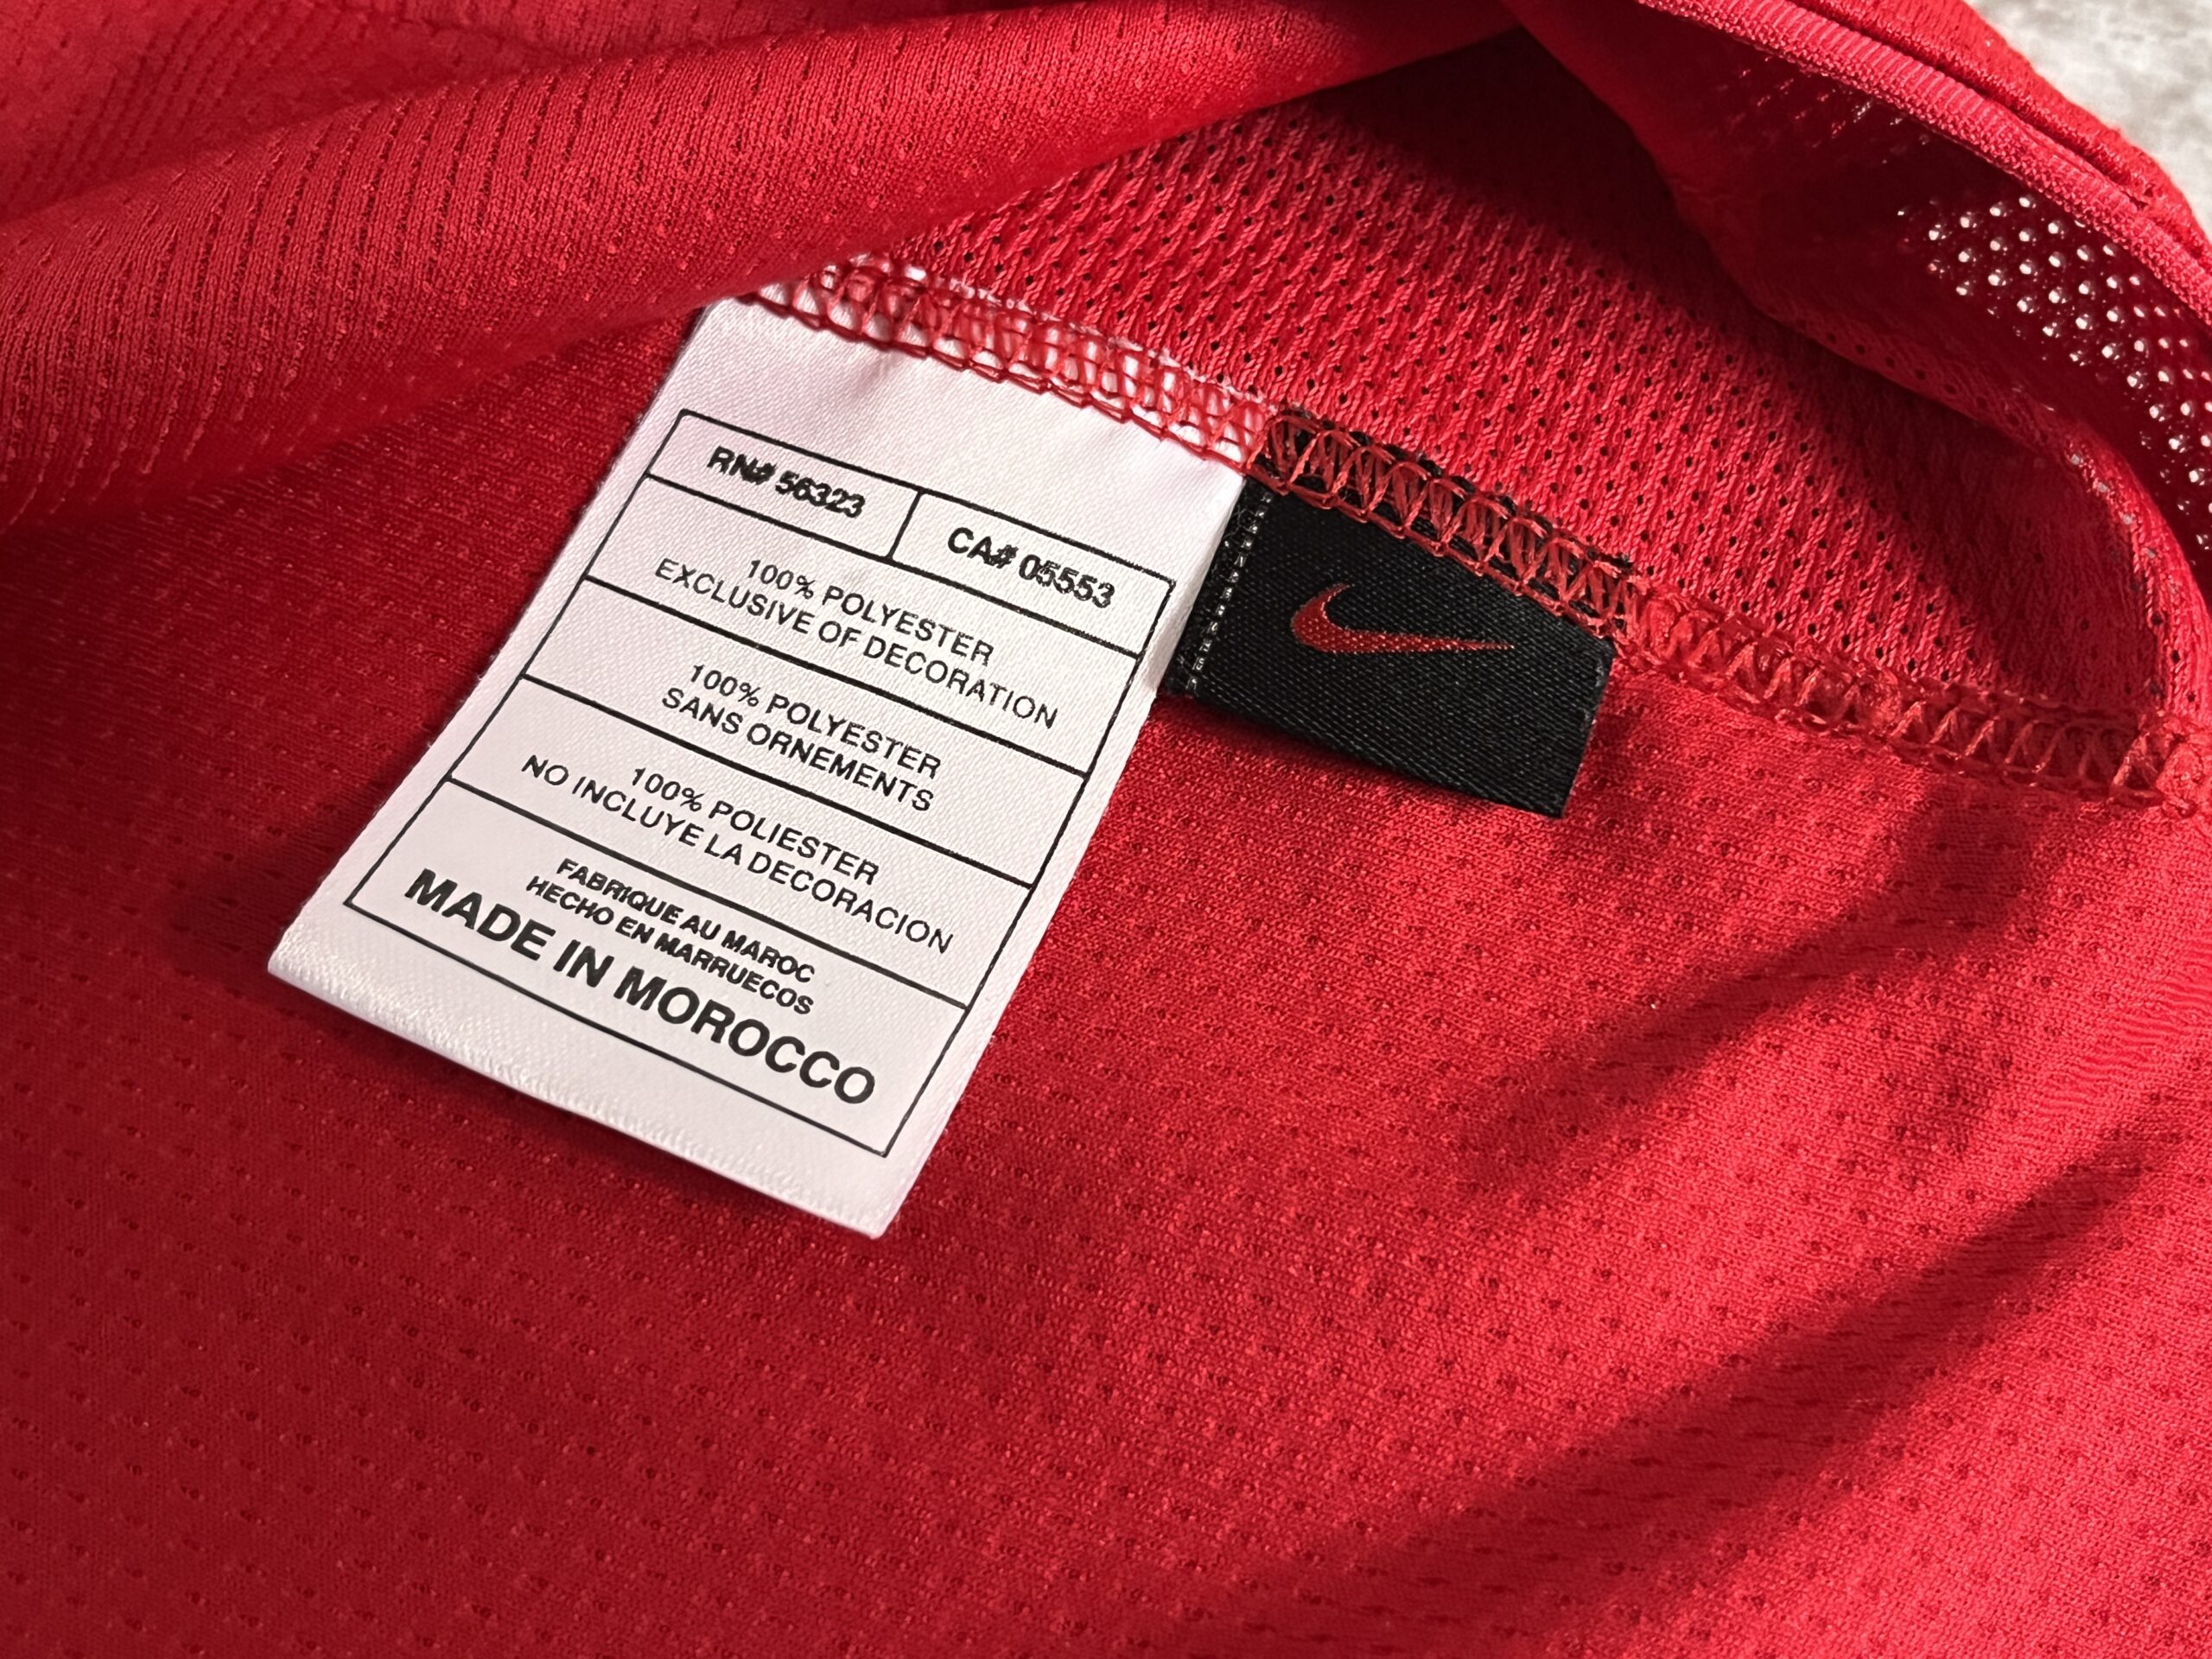 RN# 56323
CA# 05553
100% POLYESTER
EXCLUSIVE OF DECORATION
100% POLYESTER
SANS ORNEMENTS
100% POLIESTER
NO INCLUYE LA DECORACION
FABRIQUE AU MAROC
HECHO EN MARRUECOS
MADE IN MOROCCO